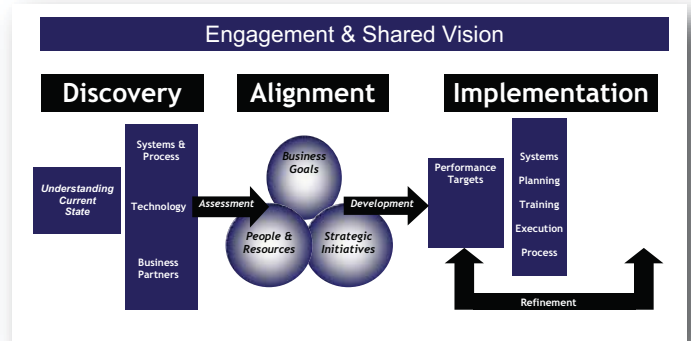 Engagement & Shared Vision
Discovery
Alignment
Implementation
Understanding
Current
State
Systems &
Process
Technology
Business
Partners
Assessment
Business
Goals
People &
Resources
Strategic
Initiatives
Development
Performance
Targets
Systems
Planning
Training
Execution
Process
Refinement